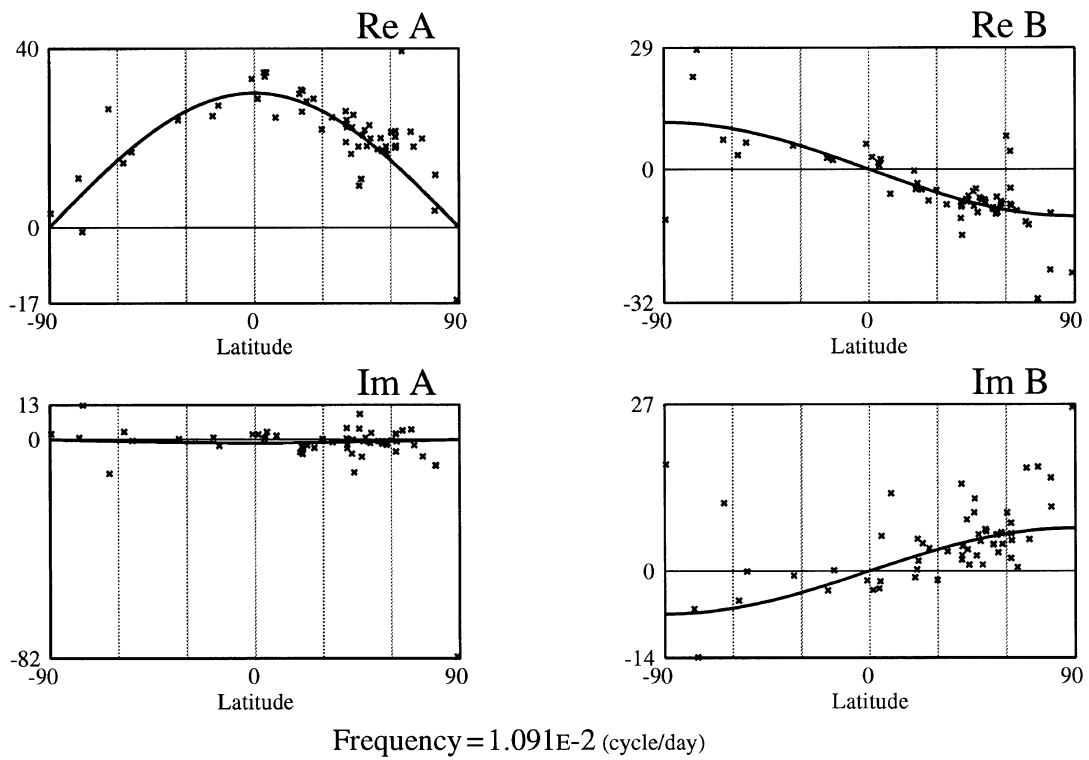 Re A
40
0
-17
-90 0 90
Latitude
Re B
29
0
-32
-90 0 90
Latitude
Im A
13
0
-82
-90 0 90
Latitude
Im B
27
0
-14
-90 0 90
Latitude
Frequency=1.091E-2 (cycle/day)